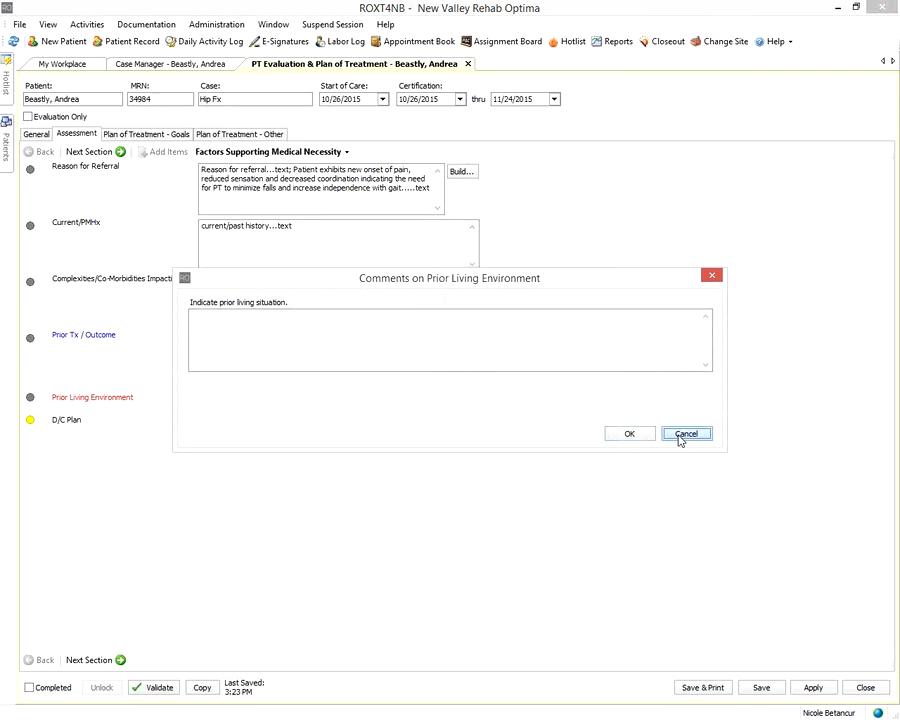 ROXT4NB - New Valley Rehab Optima
File View Activities Documentation Administration Window Suspend Session Help
New Patient Patient Record Daily Activity Log E-Signatures Labor Log Appointment Book Assignment Board Hotlist Reports Closeout Change Site Help
My Workplace Case Manager - Beastly, Andrea PT Evaluation & Plan of Treatment - Beastly, Andrea
Hotlist
Patients
Patient: MRN: Case: Start of Care: Certification:
Beastly, Andrea 34984 Hip Fx 10/26/2015 10/26/2015 thru 11/24/2015
Evaluation Only
General Assessment Plan of Treatment - Goals Plan of Treatment - Other
Back Next Section Add Items Factors Supporting Medical Necessity
Reason for Referral
Reason for referral...text; Patient exhibits new onset of pain,
reduced sensation and decreased coordination indicating the need
for PT to minimize falls and increase independence with gait.....text
Build...
Current/PMHx
current/past history...text
Complexities/Co-Morbidities Impacti
RO
Comments on Prior Living Environment
Indicate prior living situation.
Prior Tx / Outcome
Prior Living Environment
D/C Plan
OK Cancel
Back Next Section
Completed Unlock Validate Copy Last Saved:
3:23 PM
Save & Print Save Apply Close
Nicole Betancur